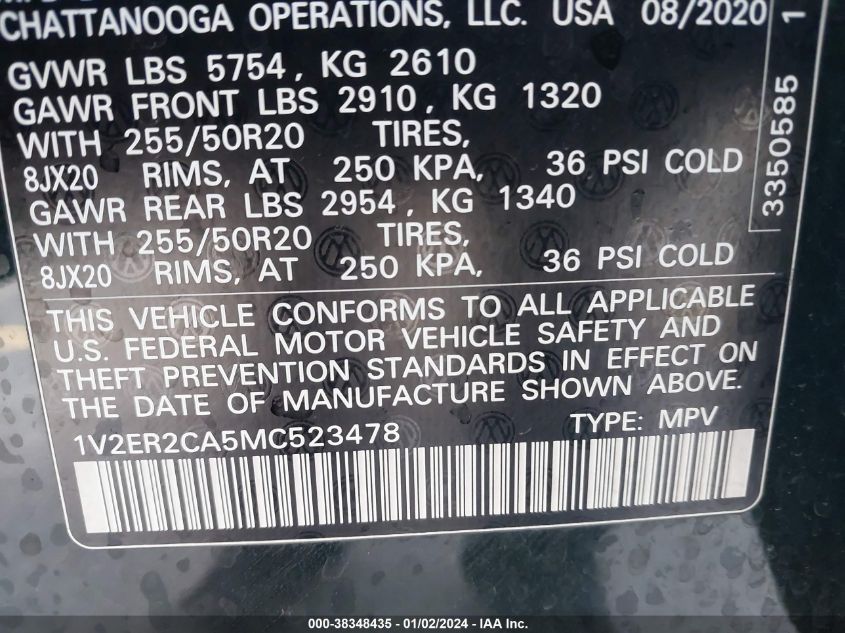 CHATTANOOGA OPERATIONS, LLC. USA 08/2020 1
GVWR LBS 5754, KG 2610
GAWR FRONT LBS 2910, KG 1320
WITH 255/50R20 TIRES,
8JX20 RIMS, AT 250 KPA, 36 PSI COLD
GAWR REAR LBS 2954, KG 1340
WITH 255/50R20 TIRES,
8JX20 RIMS, AT 250 KPA, 36 PSI COLD
3350585
THIS VEHICLE CONFORMS TO ALL APPLICABLE
U.S. FEDERAL MOTOR VEHICLE SAFETY AND
THEFT PREVENTION STANDARDS IN EFFECT ON
THE DATE OF MANUFACTURE SHOWN ABOVE.
1V2ER2CA5MC523478 TYPE: MPV
000-38348435 - 01/02/2024 - IAA Inc.